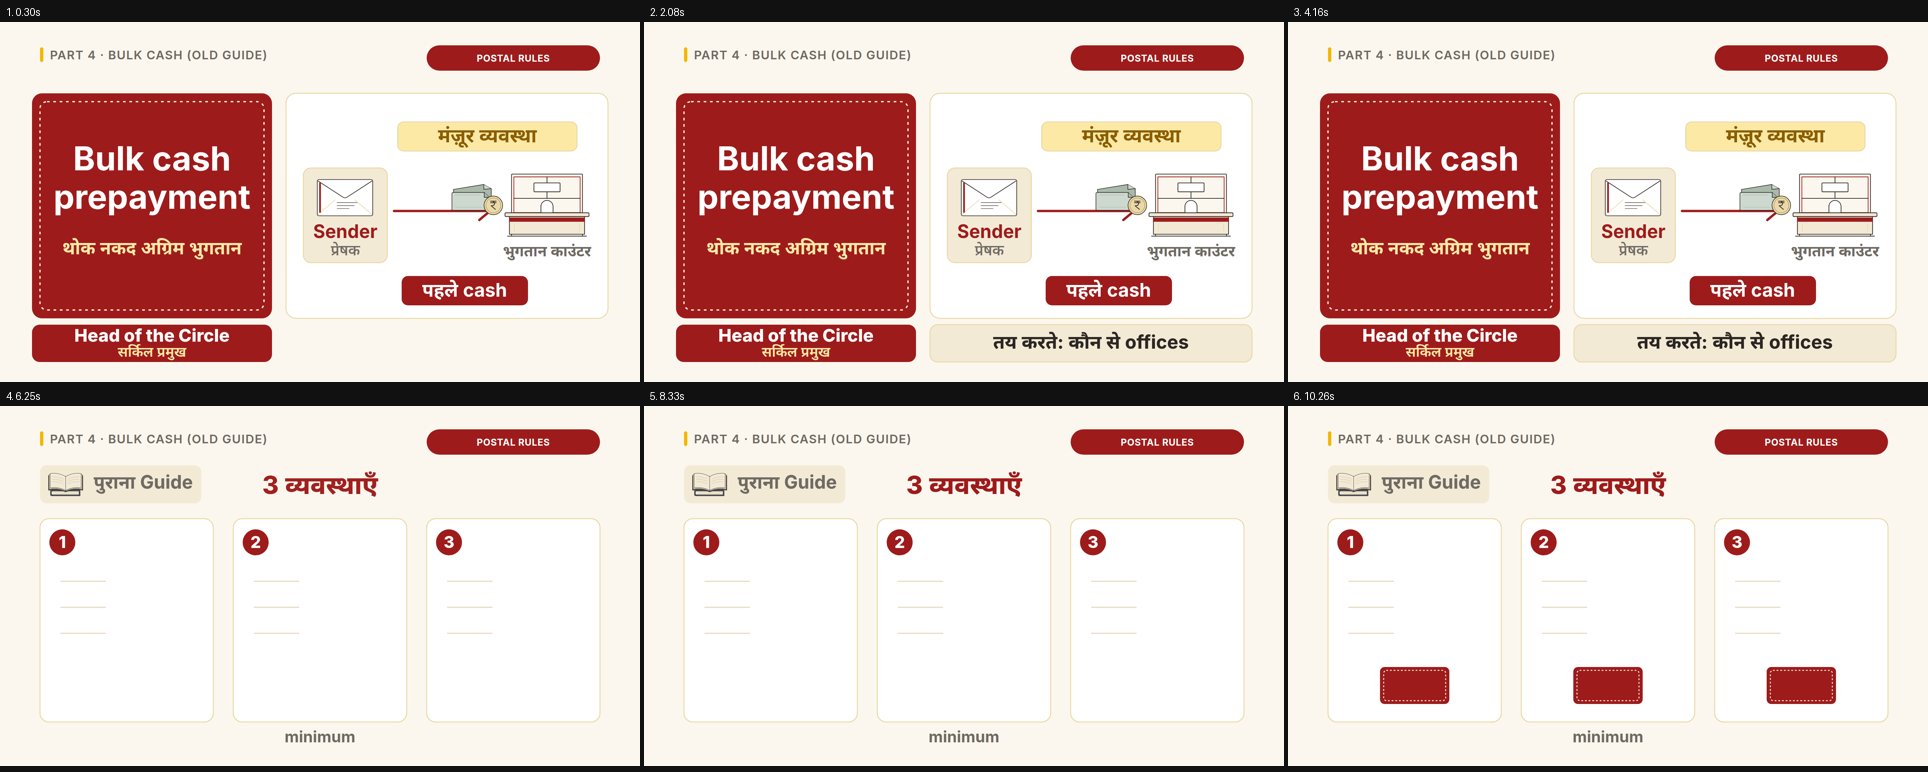 1. 0.30s
PART 4 · BULK CASH (OLD GUIDE)
POSTAL RULES
Bulk cash
prepayment
थोक नकद अग्रिम भुगतान
मंज़ूर व्यवस्था
Sender
प्रेषक
₹
भुगतान काउंटर
पहले cash
Head of the Circle
सर्किल प्रमुख
2. 2.08s
PART 4 · BULK CASH (OLD GUIDE)
POSTAL RULES
Bulk cash
prepayment
थोक नकद अग्रिम भुगतान
मंज़ूर व्यवस्था
Sender
प्रेषक
₹
भुगतान काउंटर
पहले cash
Head of the Circle
सर्किल प्रमुख
तय करते: कौन से offices
3. 4.16s
PART 4 · BULK CASH (OLD GUIDE)
POSTAL RULES
Bulk cash
prepayment
थोक नकद अग्रिम भुगतान
मंज़ूर व्यवस्था
Sender
प्रेषक
₹
भुगतान काउंटर
पहले cash
Head of the Circle
सर्किल प्रमुख
तय करते: कौन से offices
4. 6.25s
PART 4 · BULK CASH (OLD GUIDE)
POSTAL RULES
पुराना Guide
3 व्यवस्थाएँ
1
2
3
minimum
5. 8.33s
PART 4 · BULK CASH (OLD GUIDE)
POSTAL RULES
पुराना Guide
3 व्यवस्थाएँ
1
2
3
minimum
6. 10.26s
PART 4 · BULK CASH (OLD GUIDE)
POSTAL RULES
पुराना Guide
3 व्यवस्थाएँ
1
2
3
minimum